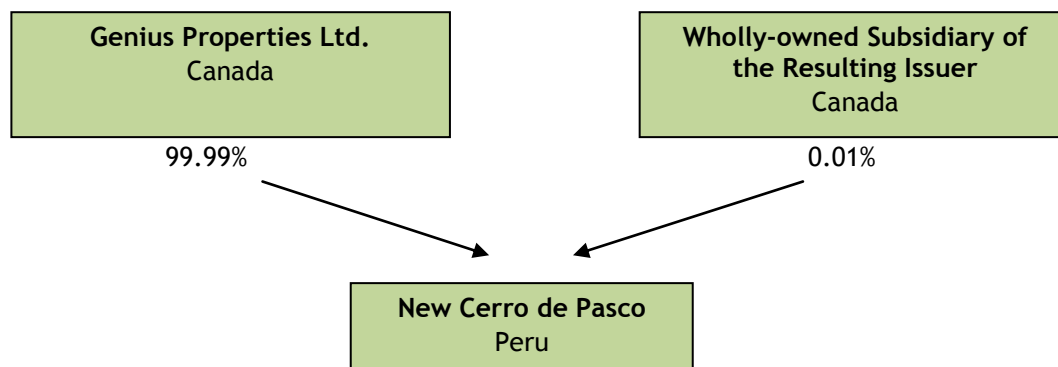 Genius Properties Ltd.
Canada
Wholly-owned Subsidiary of
the Resulting Issuer
Canada
99.99%
0.01%
New Cerro de Pasco
Peru